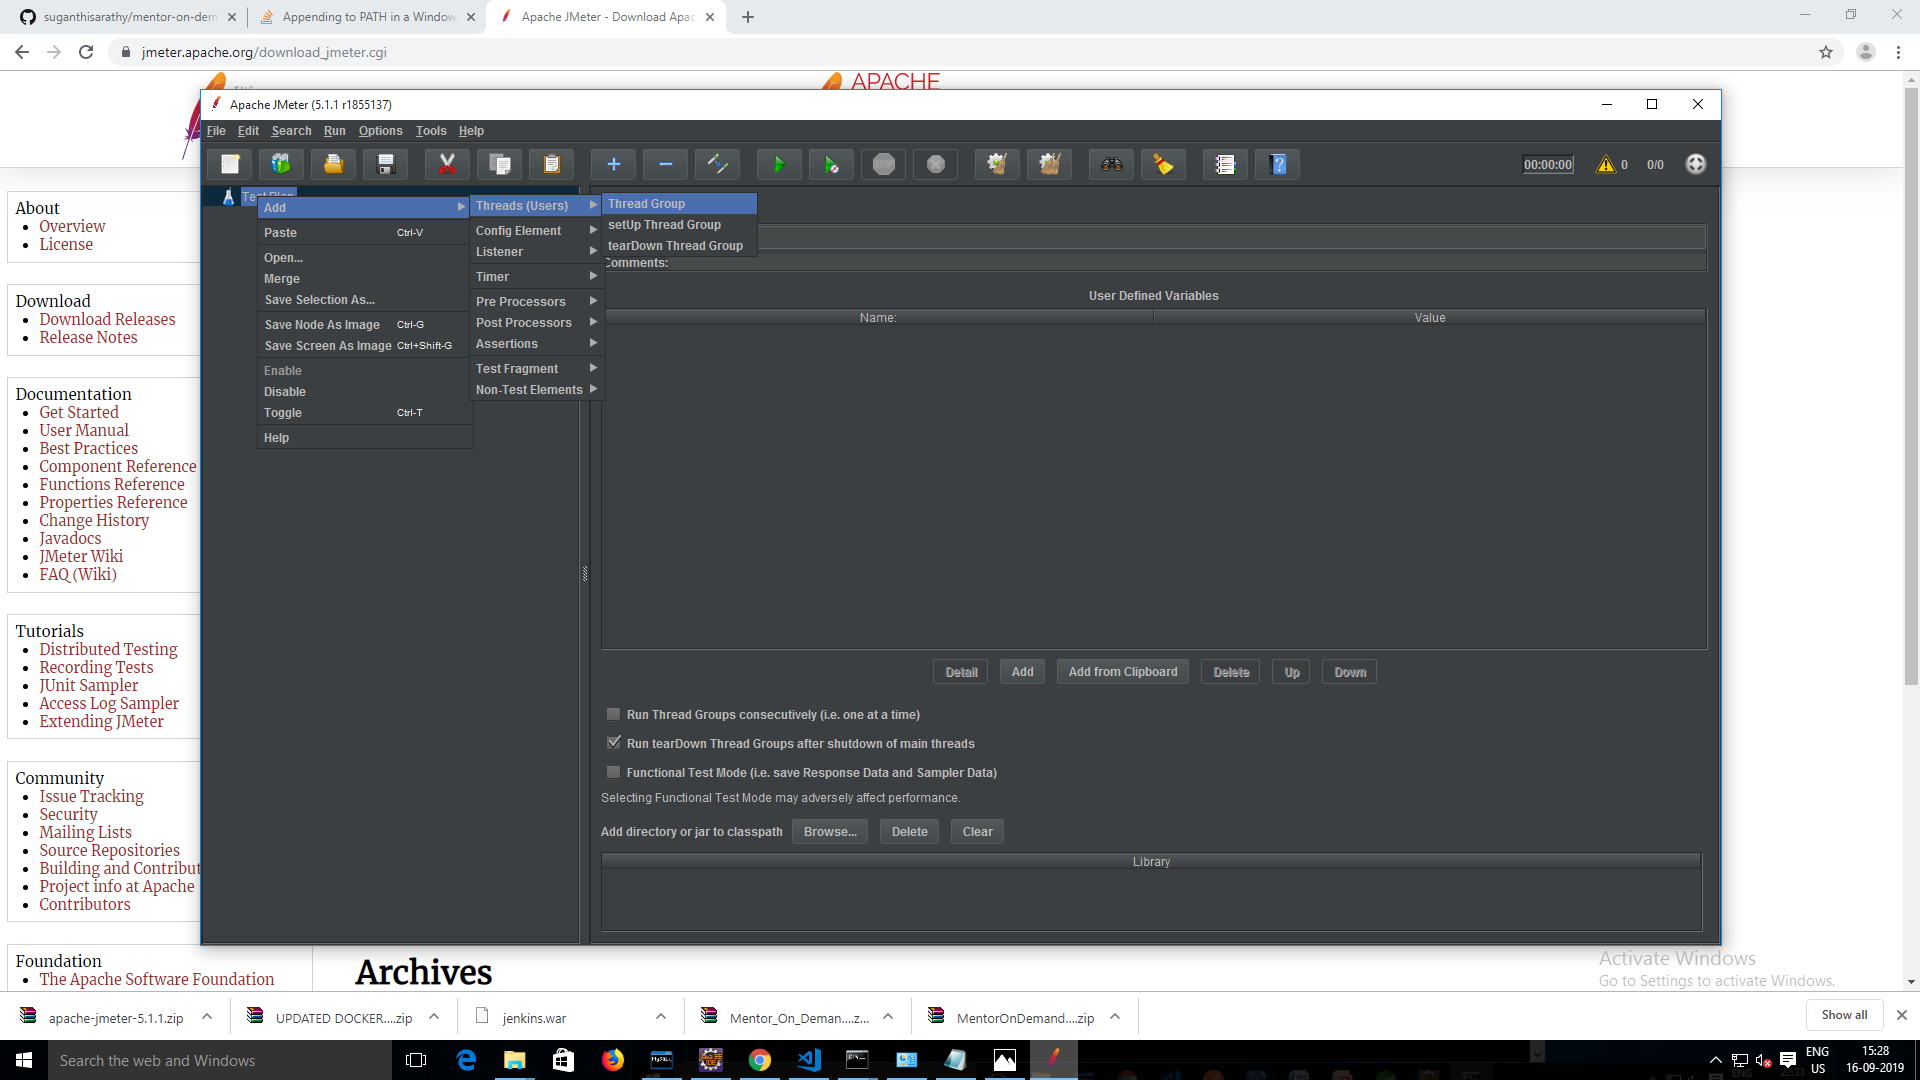 suganthisarathy/mentor-on-dem
Appending to PATH in a Window
Apache JMeter - Download Apac
jmeter.apache.org/download_jmeter.cgi
APACHE
Apache JMeter (5.1.1 r1855137)
File Edit Search Run Options Tools Help
STOP
00:00:00
0
0/0
Test Plan
Add
Paste Ctrl-V
Open...
Merge
Save Selection As...
Save Node As Image Ctrl-G
Save Screen As Image Ctrl+Shift-G
Enable
Disable
Toggle Ctrl-T
Help
Threads (Users)
Config Element
Listener
Timer
Pre Processors
Post Processors
Assertions
Test Fragment
Non-Test Elements
Thread Group
setUp Thread Group
tearDown Thread Group
Comments:
User Defined Variables
Name: Value
Detail Add Add from Clipboard Delete Up Down
Run Thread Groups consecutively (i.e. one at a time)
Run tearDown Thread Groups after shutdown of main threads
Functional Test Mode (i.e. save Response Data and Sampler Data)
Selecting Functional Test Mode may adversely affect performance.
Add directory or jar to classpath Browse... Delete Clear
Library
About
Overview
License
Download
Download Releases
Release Notes
Documentation
Get Started
User Manual
Best Practices
Component Reference
Functions Reference
Properties Reference
Change History
Javadocs
JMeter Wiki
FAQ (Wiki)
Tutorials
Distributed Testing
Recording Tests
JUnit Sampler
Access Log Sampler
Extending JMeter
Community
Issue Tracking
Security
Mailing Lists
Source Repositories
Building and Contribut
Project info at Apache
Contributors
Foundation
The Apache Software Foundation
Archives
Activate Windows
Go to Settings to activate Windows.
apache-jmeter-5.1.1.zip
UPDATED DOCKER....zip
jenkins.war
Mentor_On_Deman....z...
MentorOnDemand....zip
Show all
Search the web and Windows
ENG
US
15:28
16-09-2019